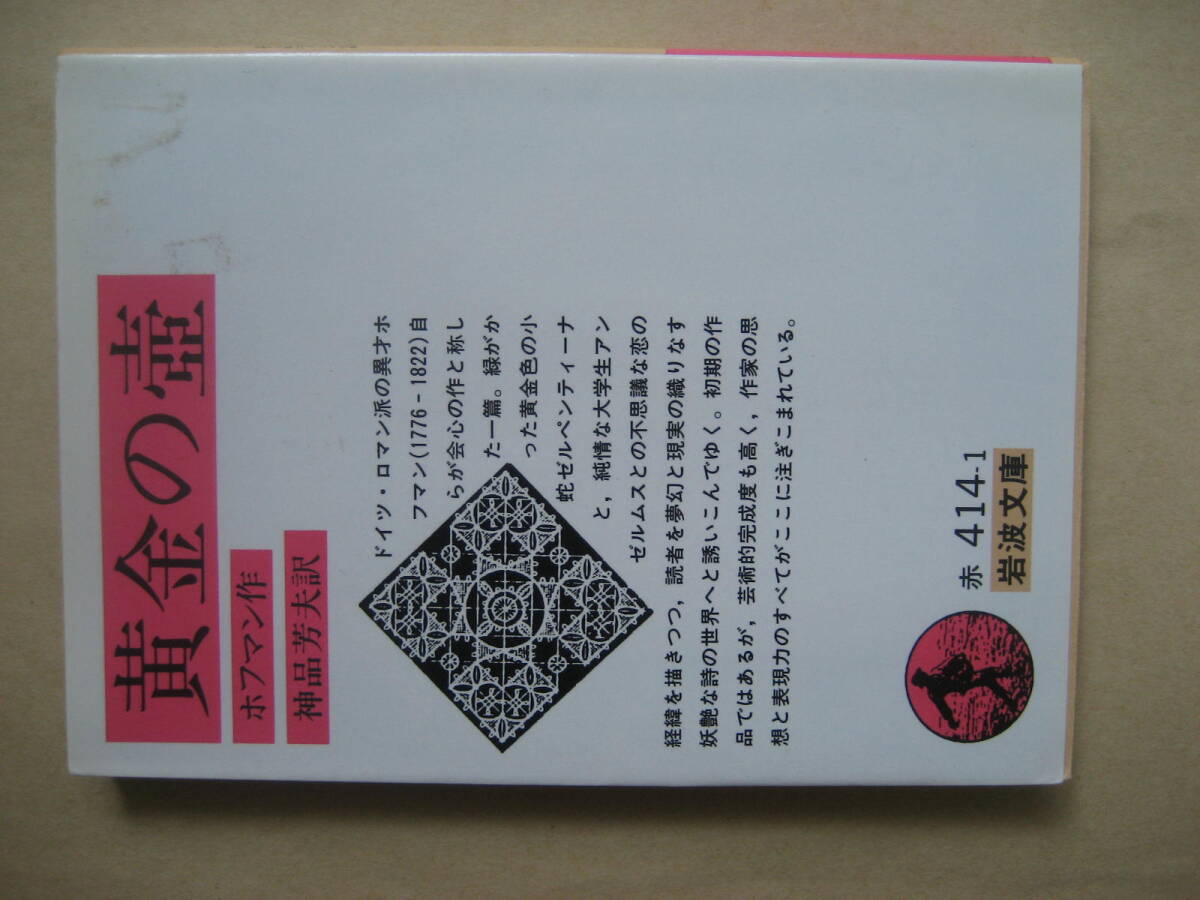 黄金の壺
ホフマン作
神品芳夫訳
ドイツ・ロマン派の異才ホ
フマン(1776-1822)自
らが会心の作と称し
た一篇。緑がか
った黄金色の小
蛇ゼルペンティーナ
と，純情な大学生アン
ゼルムスとの不思議な恋の
経緯を描きつつ，読者を夢幻と現実の織りなす
妖艶な詩の世界へと誘いこんでゆく。初期の作
品ではあるが，芸術的完成度も高く，作家の思
想と表現力のすべてがここに注ぎこまれている。
赤 414-1
岩波文庫